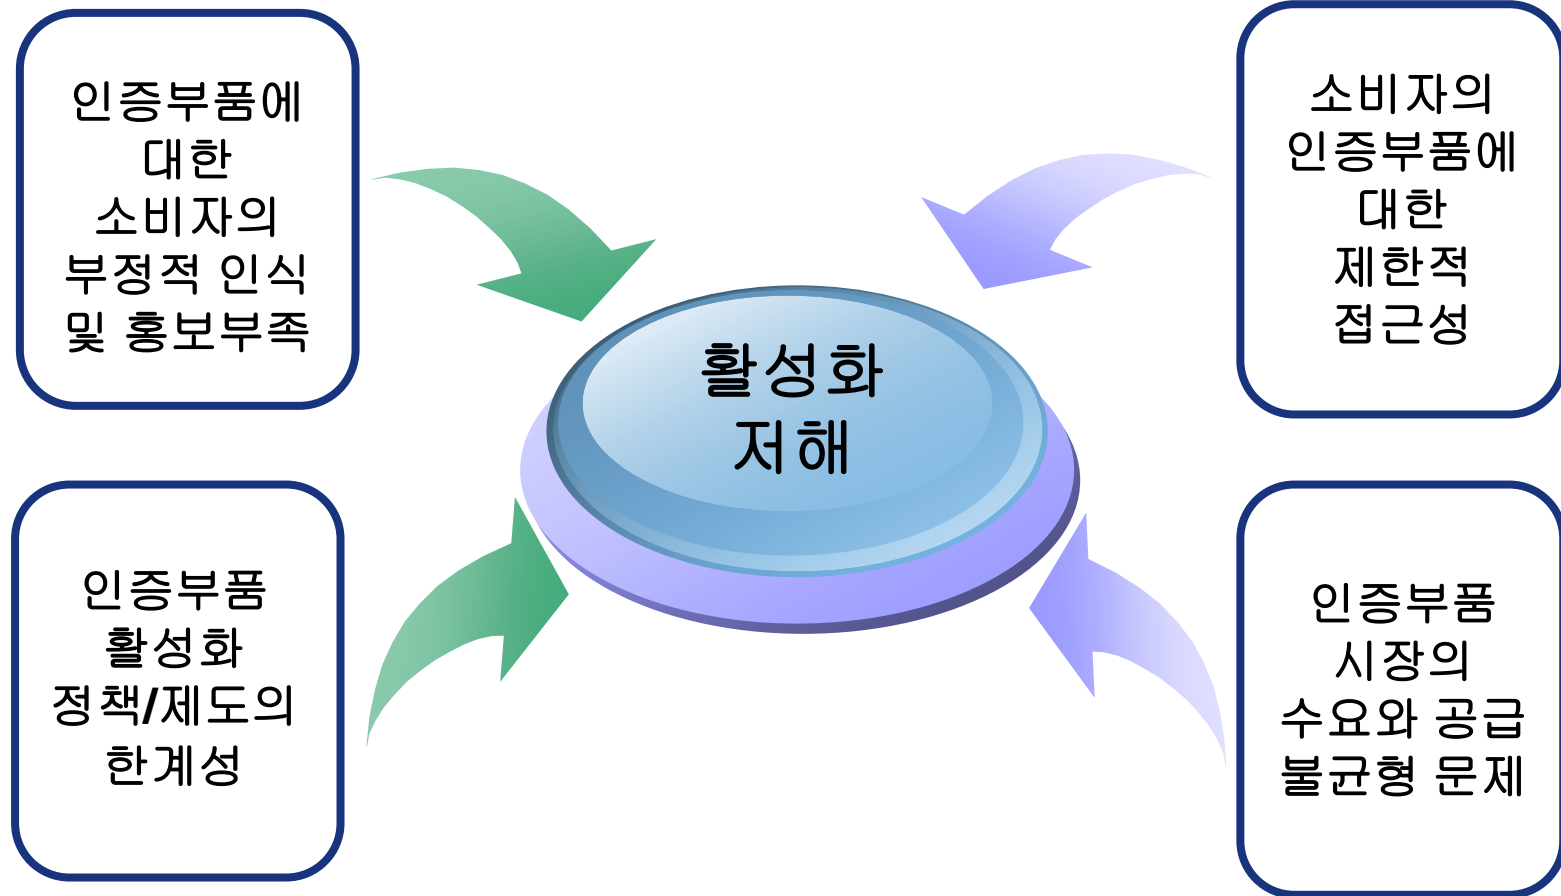 인증부품에
대한
소비자의
부정적 인식
및 홍보부족
소비자의
인증부품에
대한
제한적
접근성
활성화
저해
인증부품
활성화
정책/제도의
한계성
인증부품
시장의
수요와 공급
불균형 문제